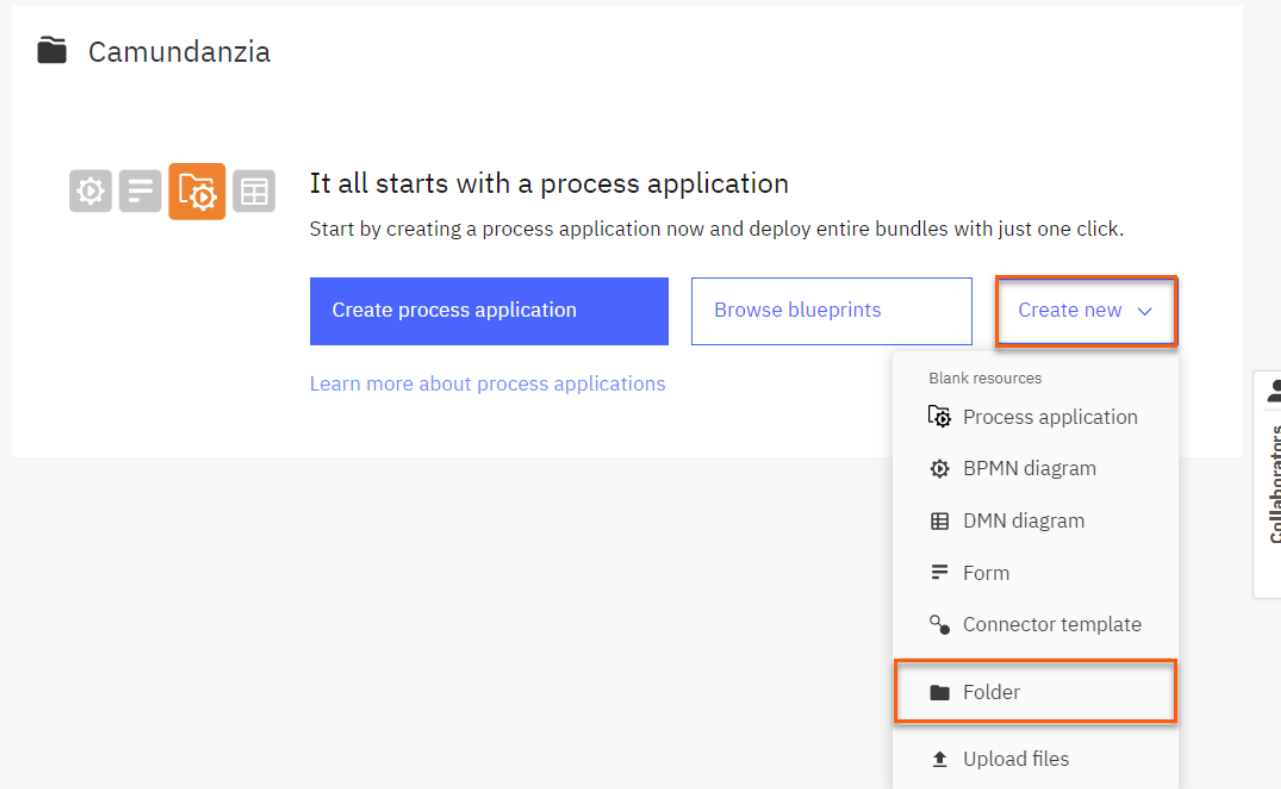 Camundanzia
It all starts with a process application
Start by creating a process application now and deploy entire bundles with just one click.
Create process application
Browse blueprints
Create new
Learn more about process applications
Blank resources
Process application
BPMN diagram
DMN diagram
Form
Connector template
Folder
Upload files
Collaborators